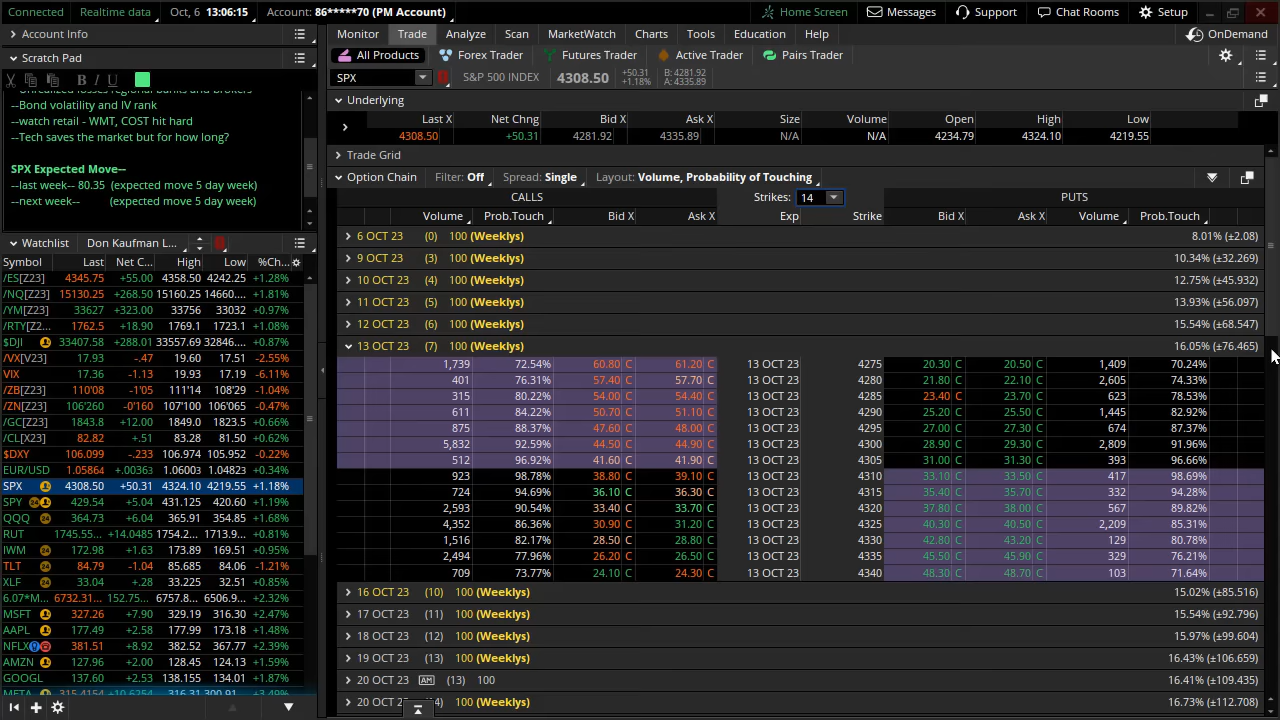 Connected Realtime data Oct, 6 13:06:15 Account: 86*****70 (PM Account) Home Screen Messages Support Chat Rooms Setup
Account Info
Monitor Trade Analyze Scan MarketWatch Charts Tools Education Help OnDemand
Scratch Pad
All Products Forex Trader Futures Trader Active Trader Pairs Trader
B I U
SPX S&P 500 INDEX 4308.50 +50.31 +1.18% B: 4281.92 A: 4335.89
--Unrealized losses regional banks and brokers
--Bond volatility and IV rank
--watch retail - WMT, COST hit hard
--Tech saves the market but for how long?
SPX Expected Move--
--last week-- 80.35 (expected move 5 day week)
--next week-- (expected move 5 day week)
Underlying
Last X Net Chng Bid X Ask X Size Volume Open High Low
4308.50 +50.31 4281.92 4335.89 N/A N/A 4234.79 4324.10 4219.55
Trade Grid
Option Chain Filter: Off Spread: Single Layout: Volume, Probability of Touching
CALLS Strikes: 14 PUTS
Volume Prob.Touch Bid X Ask X Exp Strike Bid X Ask X Volume Prob.Touch
6 OCT 23 (0) 100 (Weeklys) 8.01% (±2.08)
9 OCT 23 (3) 100 (Weeklys) 10.34% (±32.269)
10 OCT 23 (4) 100 (Weeklys) 12.75% (±45.932)
11 OCT 23 (5) 100 (Weeklys) 13.93% (±56.097)
12 OCT 23 (6) 100 (Weeklys) 15.54% (±68.547)
13 OCT 23 (7) 100 (Weeklys) 16.05% (±76.465)
1,739 72.54% 60.80 C 61.20 C 13 OCT 23 4275 20.30 C 20.50 C 1,409 70.24%
401 76.31% 57.40 C 57.70 C 13 OCT 23 4280 21.80 C 22.10 C 2,605 74.33%
315 80.22% 54.00 C 54.40 C 13 OCT 23 4285 23.40 C 23.70 C 623 78.53%
611 84.22% 50.70 C 51.10 C 13 OCT 23 4290 25.20 C 25.50 C 1,445 82.92%
875 88.37% 47.60 C 48.00 C 13 OCT 23 4295 27.00 C 27.30 C 674 87.37%
5,832 92.59% 44.50 C 44.90 C 13 OCT 23 4300 28.90 C 29.30 C 2,809 91.96%
512 96.92% 41.60 C 41.90 C 13 OCT 23 4305 31.00 C 31.30 C 393 96.66%
923 98.78% 38.80 C 39.10 C 13 OCT 23 4310 33.10 C 33.50 C 417 98.69%
724 94.69% 36.10 C 36.30 C 13 OCT 23 4315 35.40 C 35.70 C 332 94.28%
2,593 90.54% 33.40 C 33.70 C 13 OCT 23 4320 37.80 C 38.00 C 567 89.82%
4,352 86.36% 30.90 C 31.20 C 13 OCT 23 4325 40.30 C 40.50 C 2,209 85.31%
1,516 82.17% 28.50 C 28.80 C 13 OCT 23 4330 42.80 C 43.20 C 129 80.78%
2,494 77.96% 26.20 C 26.50 C 13 OCT 23 4335 45.50 C 45.90 C 329 76.21%
709 73.77% 24.10 C 24.30 C 13 OCT 23 4340 48.30 C 48.70 C 103 71.64%
16 OCT 23 (10) 100 (Weeklys) 15.02% (±85.516)
17 OCT 23 (11) 100 (Weeklys) 15.54% (±92.796)
18 OCT 23 (12) 100 (Weeklys) 15.97% (±99.604)
19 OCT 23 (13) 100 (Weeklys) 16.43% (±106.659)
20 OCT 23 AM (13) 100 16.41% (±109.435)
20 OCT 23 100 (Weeklys) 16.73% (±112.708)
Watchlist Don Kaufman L...
Symbol Last Net C... High Low %Ch...
/ES[Z23] 4345.75 +55.00 4358.50 4242.25 +1.28%
/NQ[Z23] 15130.25 +268.50 15160.25 14660.... +1.81%
/YM[Z23] 33627 +323.00 33756 33032 +0.97%
/RTY[Z2... 1762.5 +18.90 1769.1 1723.1 +1.08%
$DJI 33407.58 +288.01 33557.69 32846.... +0.87%
/VX[V23] 17.93 -.47 19.60 17.51 -2.55%
VIX 17.36 -1.13 19.93 17.19 -6.11%
/ZB[Z23] 110'08 -1'05 111'14 108'29 -1.04%
/ZN[Z23] 106'260 -0'160 107'100 106'065 -0.47%
/GC[Z23] 1843.8 +12.00 1849.0 1823.5 +0.66%
/CL[X23] 82.82 +.51 83.28 81.50 +0.62%
$DXY 106.099 -.233 106.974 105.952 -0.22%
EUR/USD 1.05864 +.00363 1.06003 1.04823 +0.34%
SPX 4308.50 +50.31 4324.10 4219.55 +1.18%
SPY 429.54 +5.04 431.125 420.60 +1.19%
QQQ 364.73 +6.04 365.91 354.85 +1.68%
RUT 1745.55... +14.0485 1754.2... 1713.9... +0.81%
IWM 172.98 +1.63 173.89 169.51 +0.95%
TLT 84.79 -1.04 85.685 84.06 -1.21%
XLF 33.04 +.28 33.225 32.51 +0.85%
6.07*M... 6732.31... 152.75... 6757.8... 6506.9... +2.32%
MSFT 327.26 +7.90 329.19 316.30 +2.47%
AAPL 177.49 +2.58 177.99 173.18 +1.48%
NFLX 381.51 +8.92 382.52 367.77 +2.39%
AMZN 127.96 +2.00 128.45 124.13 +1.59%
GOOGL 137.60 +2.53 138.155 134.01 +1.87%
META 315.4154 +10.6254 316.31 300.91... +3.49%